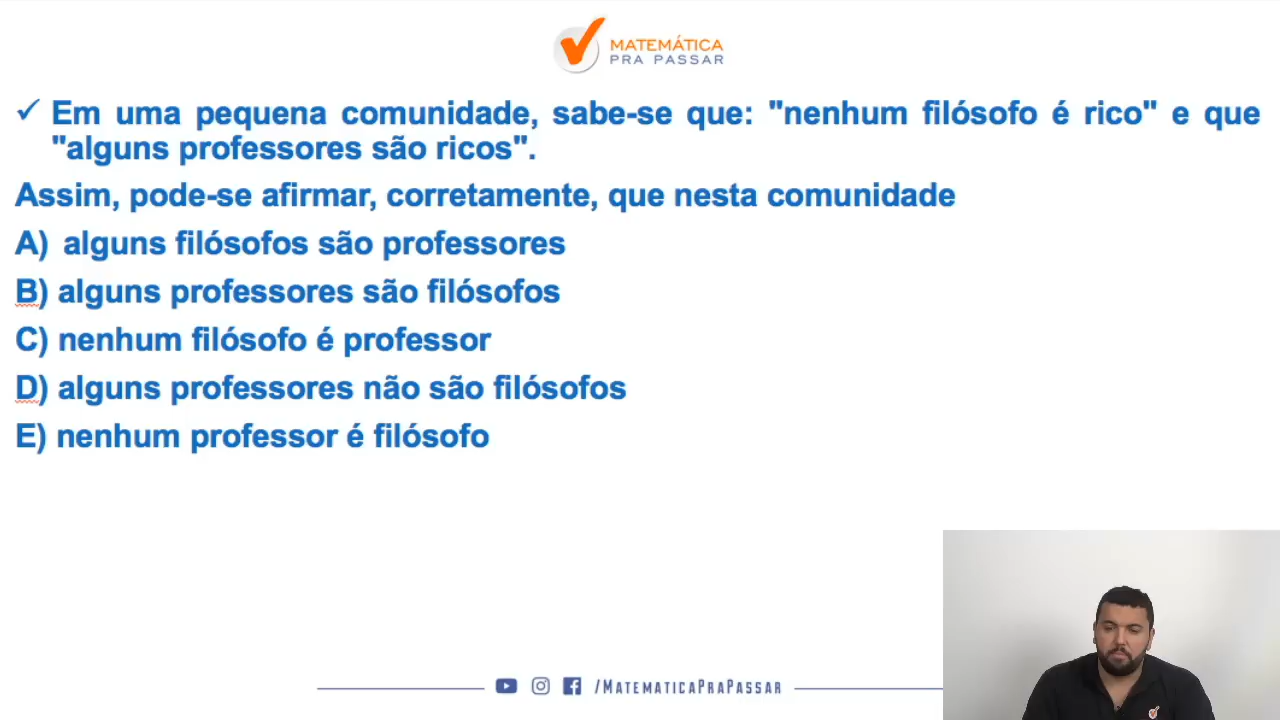 MATEMÁTICA
PRA PASSAR
✓ Em uma pequena comunidade, sabe-se que: "nenhum filósofo é rico" e que
"alguns professores são ricos".
Assim, pode-se afirmar, corretamente, que nesta comunidade
A) alguns filósofos são professores
B) alguns professores são filósofos
C) nenhum filósofo é professor
D) alguns professores não são filósofos
E) nenhum professor é filósofo
/MATEMATICAPRAPASSAR